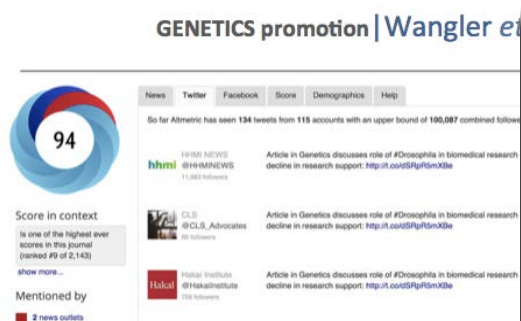 GENETICS promotion|Wangler et
News Twitter Facebook Score Demographics Help
So far Altmetric has seen 134 tweets from 115 accounts with an upper bound of 100,087 combined followe
94
HHMI NEWS
@HHMINEWS
11,983 followers
hhmi
Article in Genetics discusses role of #Drosophila in biomedical research
decline in research support: http://t.co/dSRpR5mXBe
Score in context
Is one of the highest ever
scores in this journal
(ranked #9 of 2,143)
show more...
CLS
@CLS_Advocates
followers
Article in Genetics discusses role of #Drosophila in biomedical research
decline in research support: http://t.co/dSRpR5mXBe
Mentioned by
2 news outlets
Hakai
Hakai Institute
@HakaiInstitute
followers
Article in Genetics discusses role of #Drosophila in biomedical research
decline in research support: http://t.co/dSRpR5mXBe